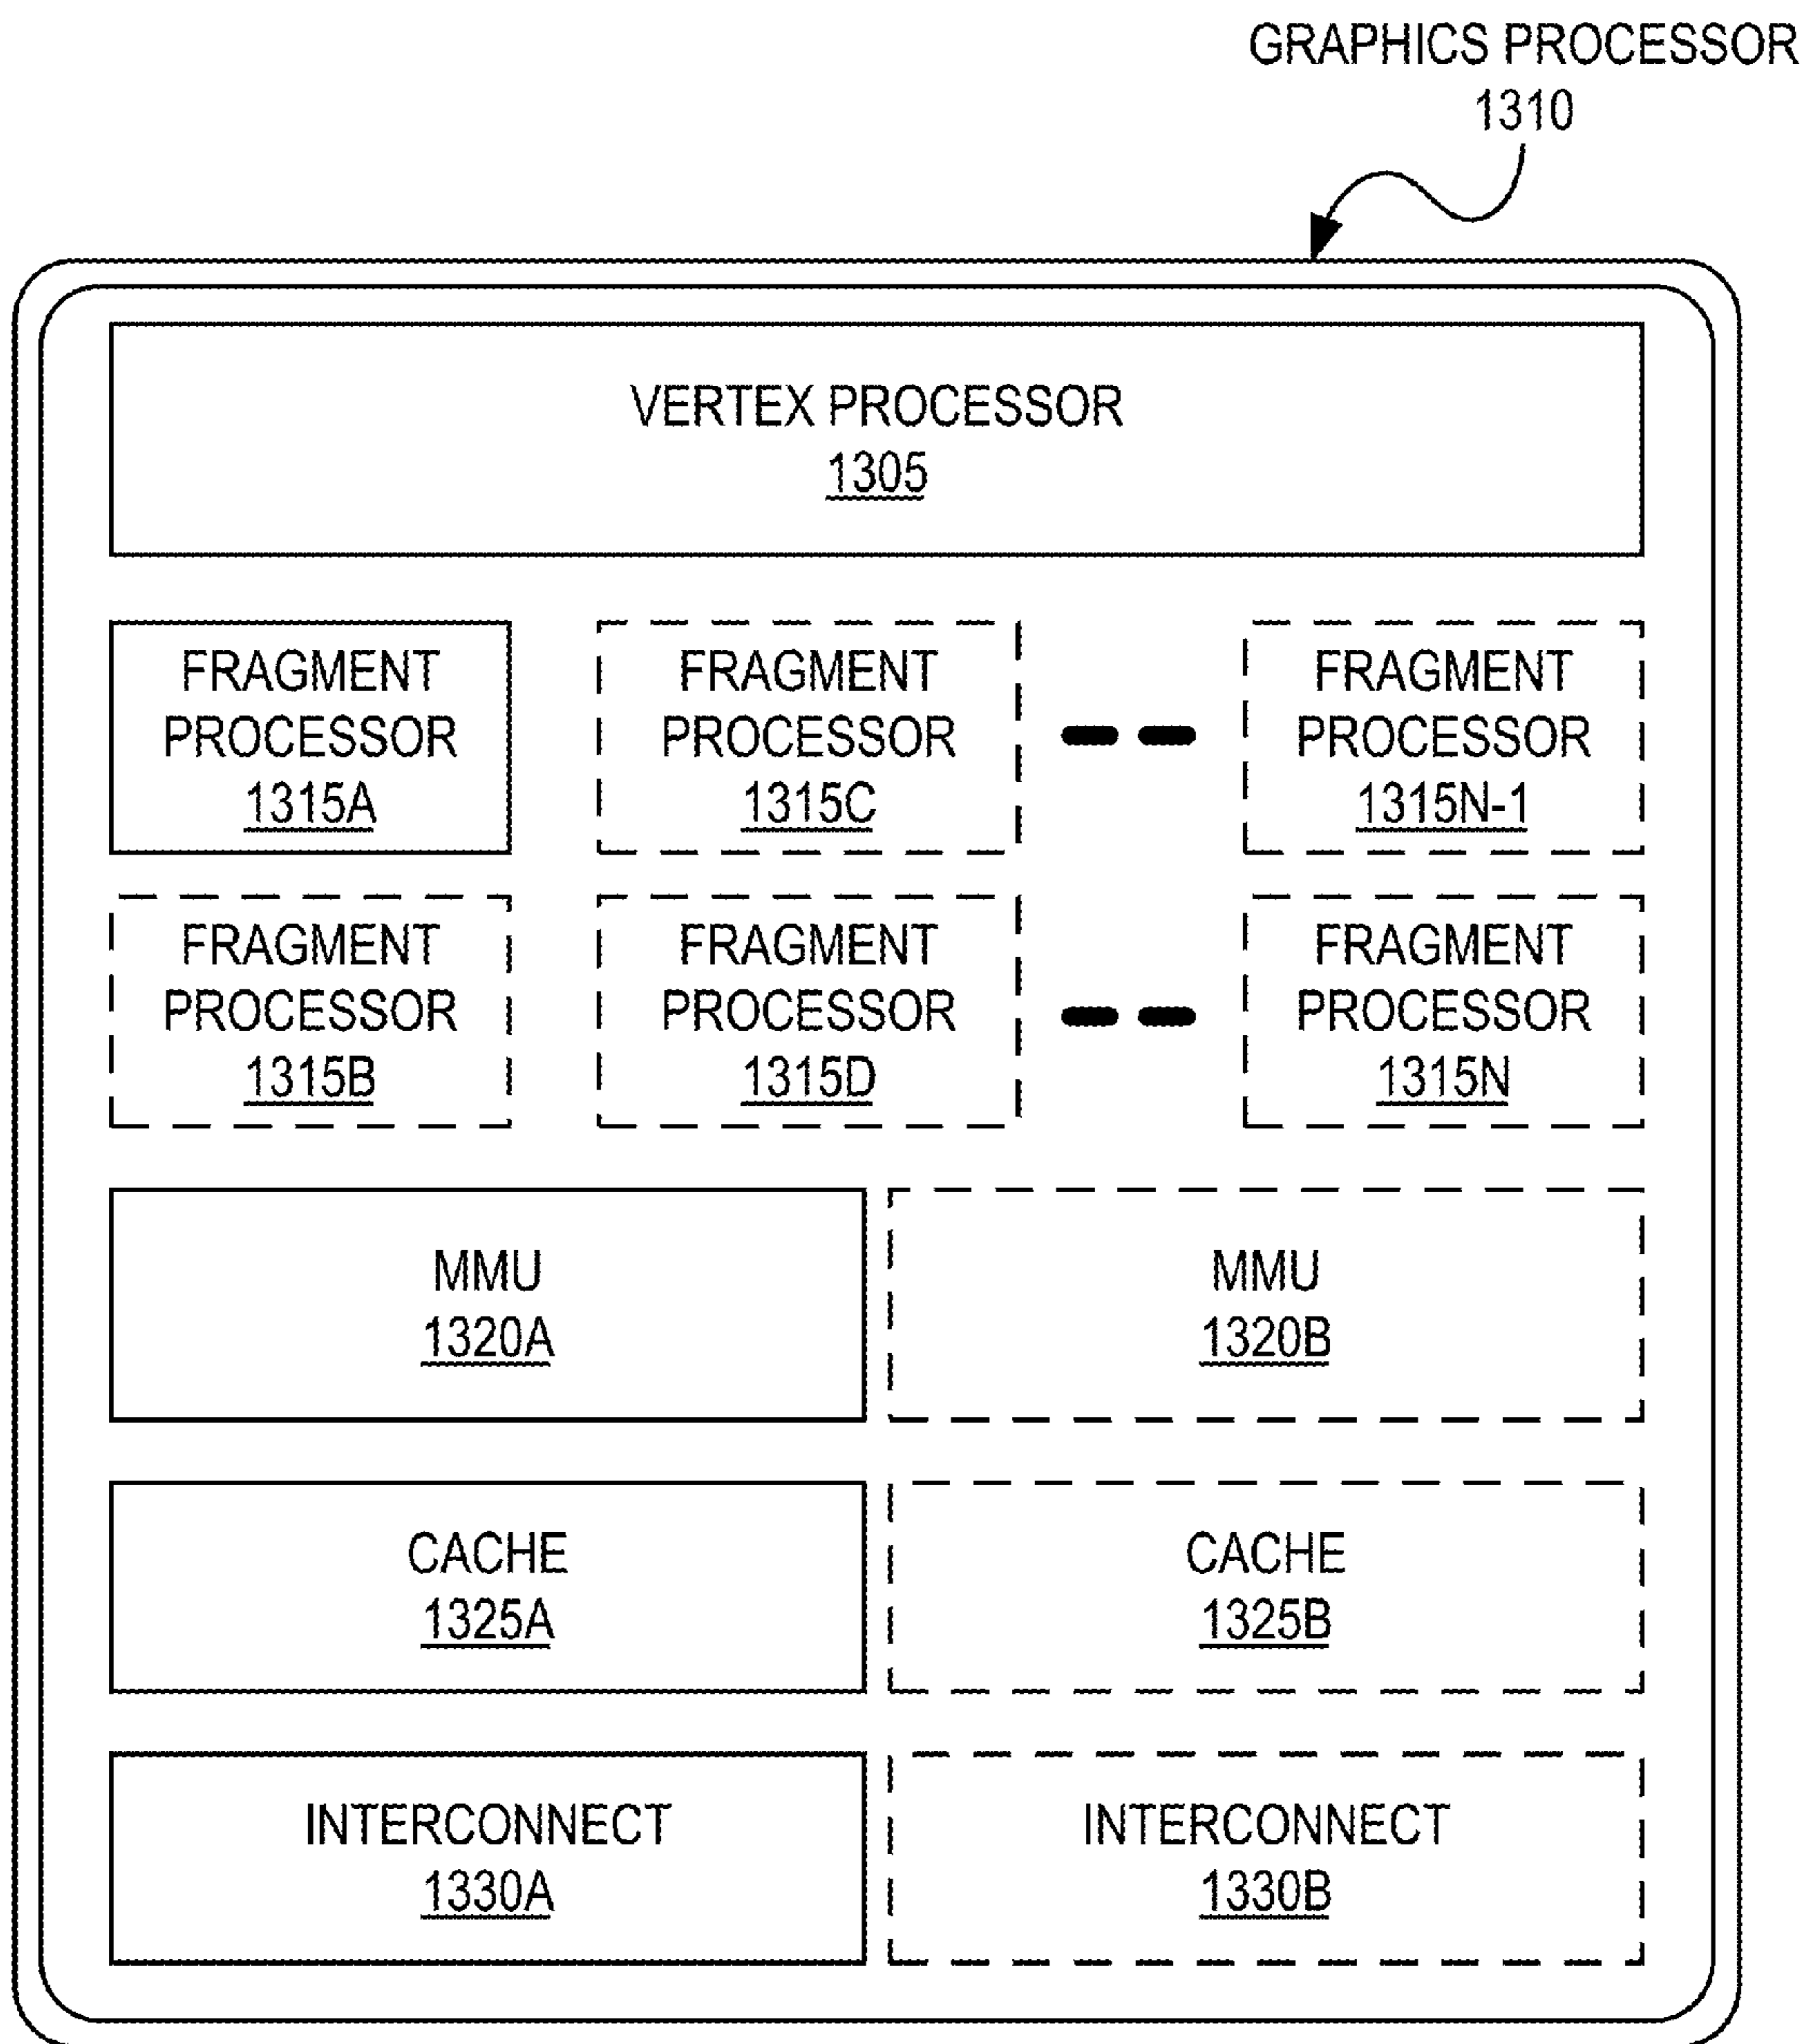 GRAPHICS PROCESSOR
1310
VERTEX PROCESSOR
1305
FRAGMENT
PROCESSOR
1315A
FRAGMENT
PROCESSOR
1315C
FRAGMENT
PROCESSOR
1315N-1
FRAGMENT
PROCESSOR
1315B
FRAGMENT
PROCESSOR
1315D
FRAGMENT
PROCESSOR
1315N
MMU
1320A
MMU
1320B
CACHE
1325A
CACHE
1325B
INTERCONNECT
1330A
INTERCONNECT
1330B